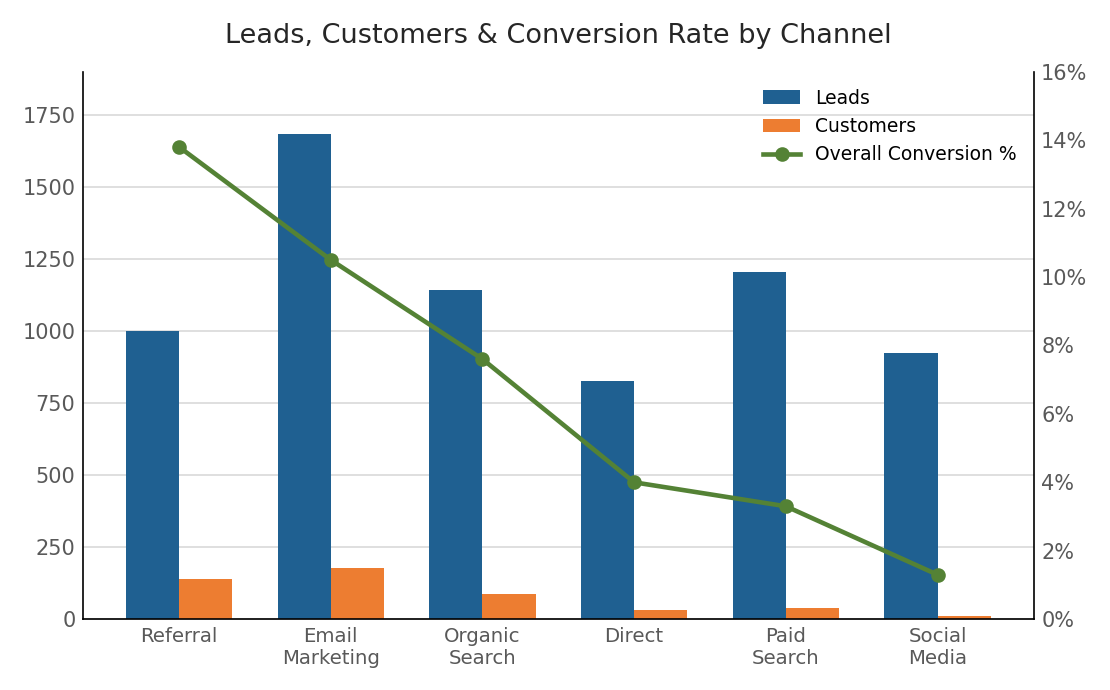 Leads, Customers & Conversion Rate by Channel
16%
1750
Leads
Customers
14%
Overall Conversion %
1500
12%
1250
10%
1000
8%
750
6%
500
4%
250
2%
0
0%
Referral
Email
Marketing
Organic
Search
Direct
Paid
Search
Social
Media